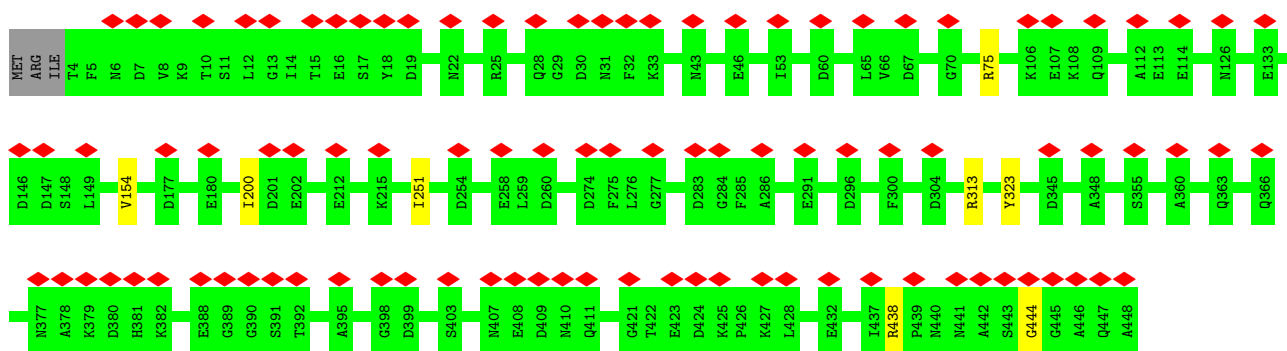 MET ARG ILE T4 F5 N6 D7 V8 K9 T10 S11 L12 G13 I14 T15 E16 S17 Y18 D19 N22 R25 Q28 G29 D30 N31 F32 K33 N43 E46 I53 D60 L65 V66 D67 G70 R75 K106 E107 K108 Q109 A112 E113 E114 N126 E133
D146 D147 S148 L149 V154 D177 E180 I200 D201 E202 E212 K215 I251 D254 E258 L259 D260 D274 F275 L276 G277 D283 G284 F285 A286 E291 D296 F300 D304 R313 Y323 D345 A348 S355 A360 Q363 Q366
N377 A378 K379 D380 H381 K382 E388 G389 G390 S391 T392 A395 G398 D399 S403 N407 E408 D409 N410 Q411 G421 T422 E423 D424 K425 P426 K427 L428 E432 I437 R438 P439 N440 N441 A442 S443 G444 G445 A446 Q447 A448